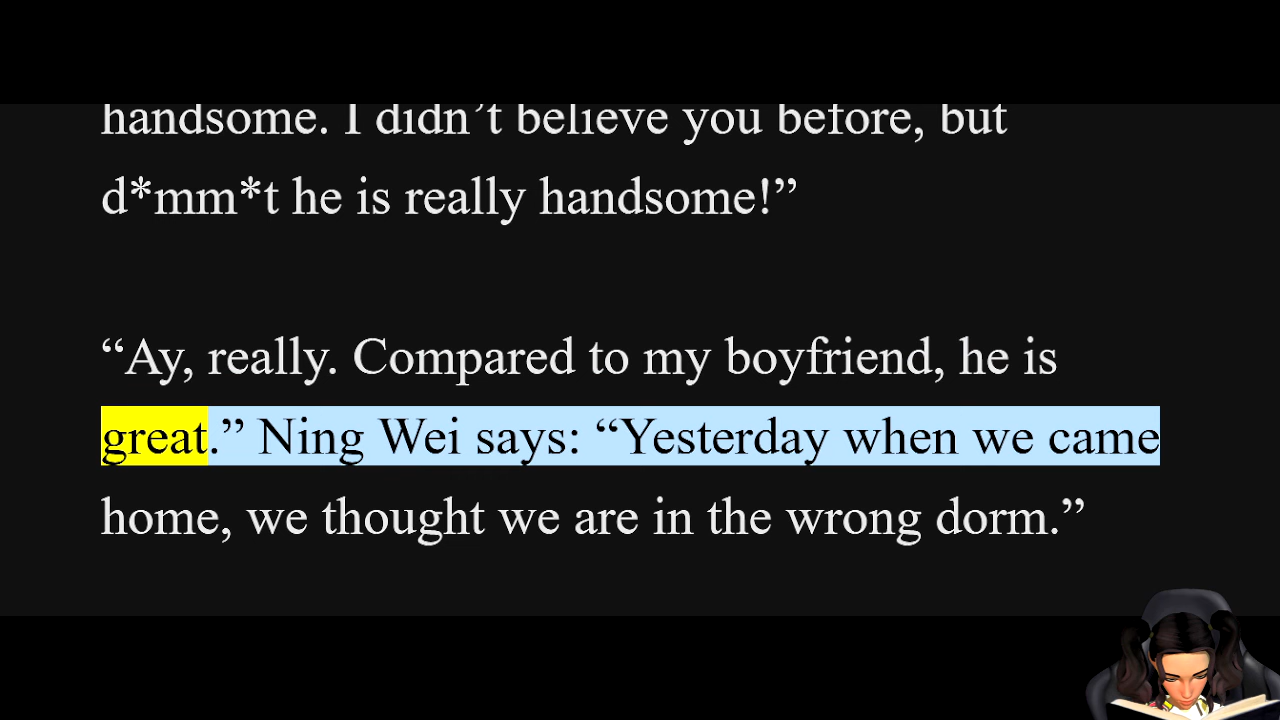 handsome. I didn’t believe you before, but
d*mm*t he is really handsome!”
“Ay, really. Compared to my boyfriend, he is
great.” Ning Wei says: “Yesterday when we came
home, we thought we are in the wrong dorm.”